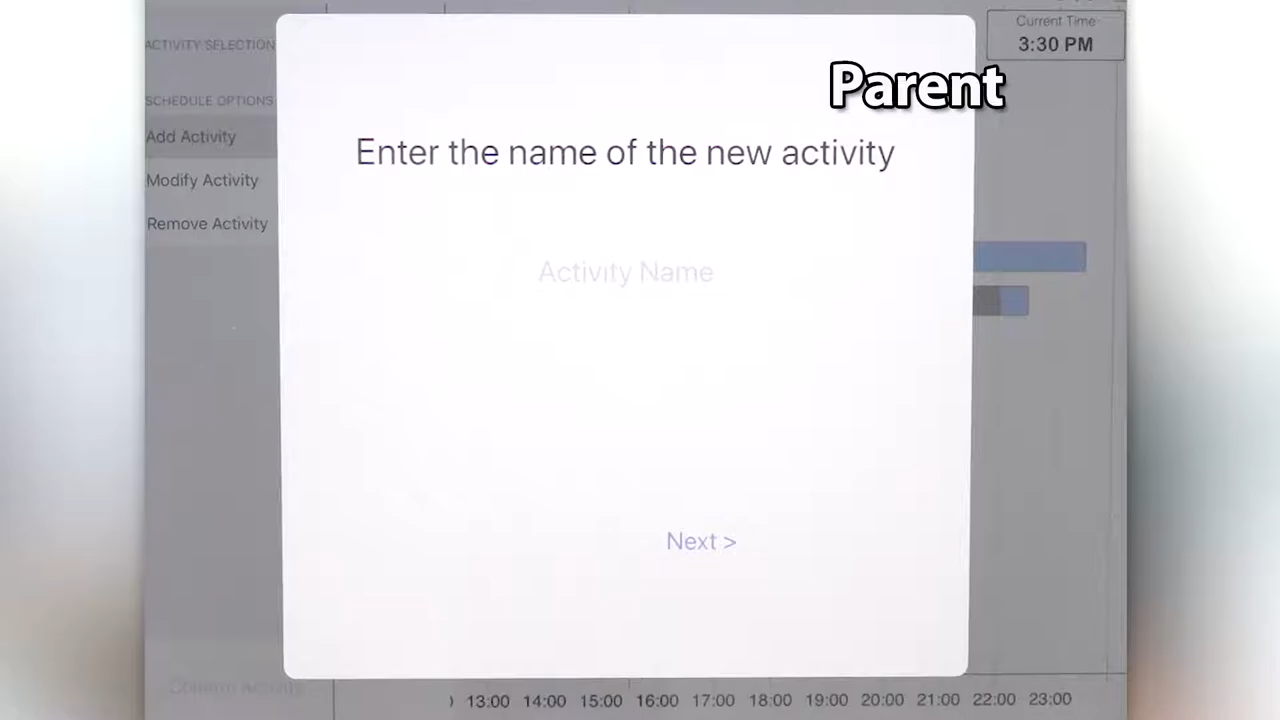 ACTIVITY SELECTION
Current Time
3:30 PM
Parent
SCHEDULE OPTIONS
Add Activity
Enter the name of the new activity
Modify Activity
Remove Activity
Activity Name
Next >
Confirm Activity
13:00 14:00 15:00 16:00 17:00 18:00 19:00 20:00 21:00 22:00 23:00